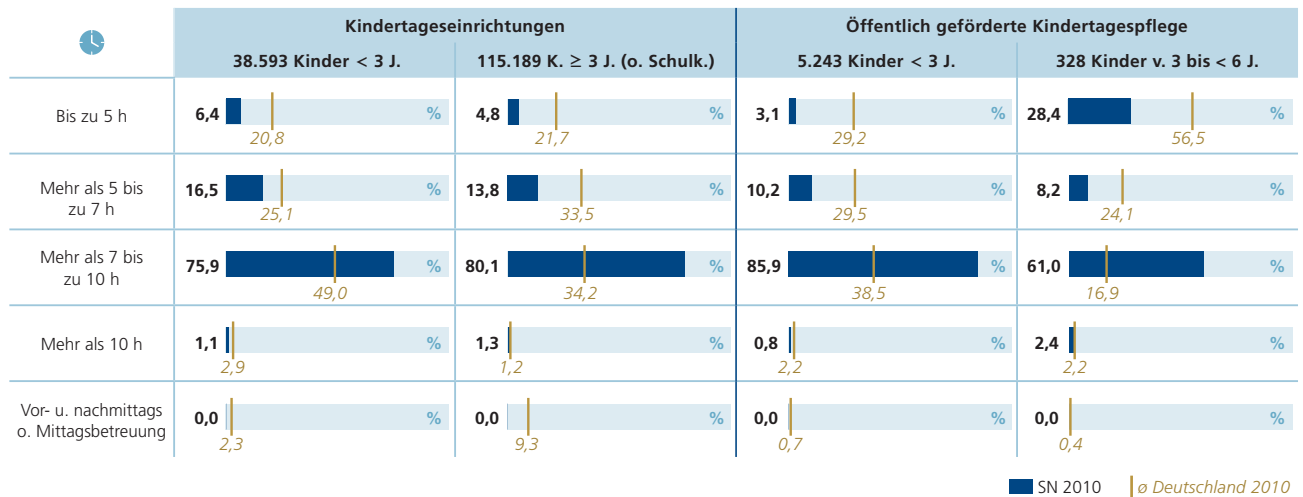 Kindertageseinrichtungen Öffentlich geförderte Kindertagespflege
38.593 Kinder < 3 J. 115.189 K. ≥ 3 J. (o. Schulk.) 5.243 Kinder < 3 J. 328 Kinder v. 3 bis < 6 J.
Bis zu 5 h 6,4 % 4,8 % 3,1 % 28,4 %
20,8 21,7 29,2 56,5
Mehr als 5 bis
zu 7 h 16,5 % 13,8 % 10,2 % 8,2 %
25,1 33,5 29,5 24,1
Mehr als 7 bis
zu 10 h 75,9 % 80,1 % 85,9 % 61,0 %
49,0 34,2 38,5 16,9
Mehr als 10 h 1,1 % 1,3 % 0,8 % 2,4 %
2,9 1,2 2,2 2,2
Vor- u. nachmittags
o. Mittagsbetreuung 0,0 % 0,0 % 0,0 % 0,0 %
2,3 9,3 0,7 0,4
SN 2010 ø Deutschland 2010